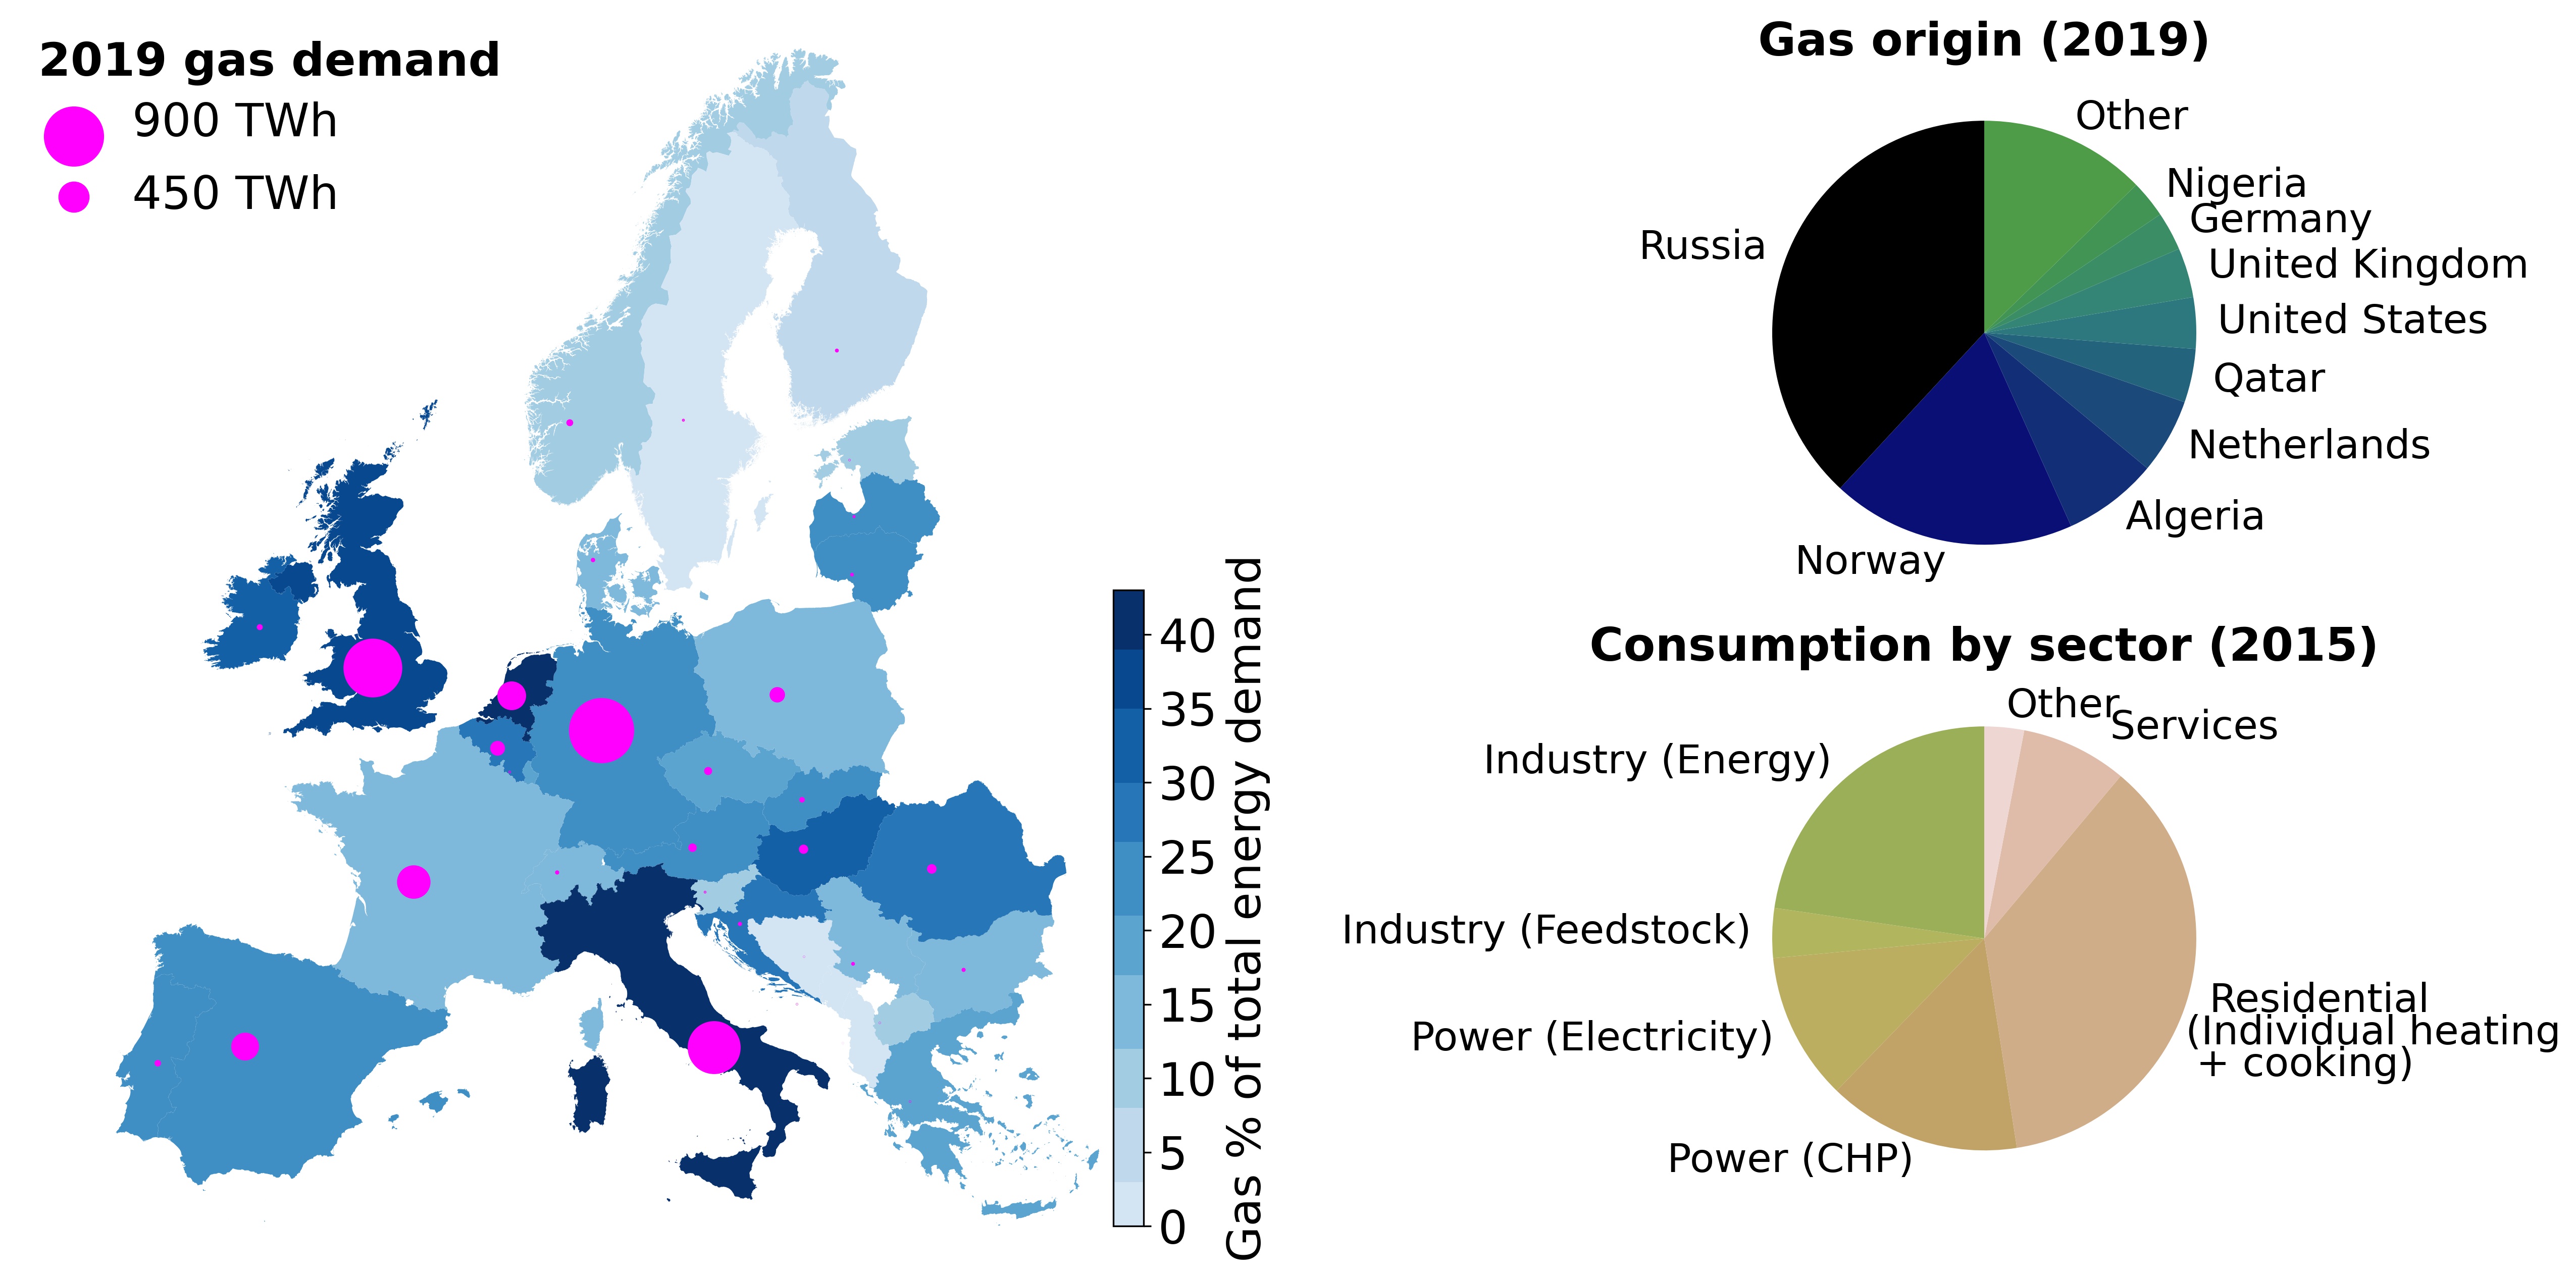 2019 gas demand
900 TWh
450 TWh
40
35
30
25
20
15
10
5
0
Gas % of total energy demand
Gas origin (2019)
Other
Nigeria
Germany
United Kingdom
United States
Qatar
Netherlands
Algeria
Norway
Russia
Consumption by sector (2015)
Other
Services
Residential
(Individual heating
+ cooking)
Power (CHP)
Power (Electricity)
Industry (Feedstock)
Industry (Energy)